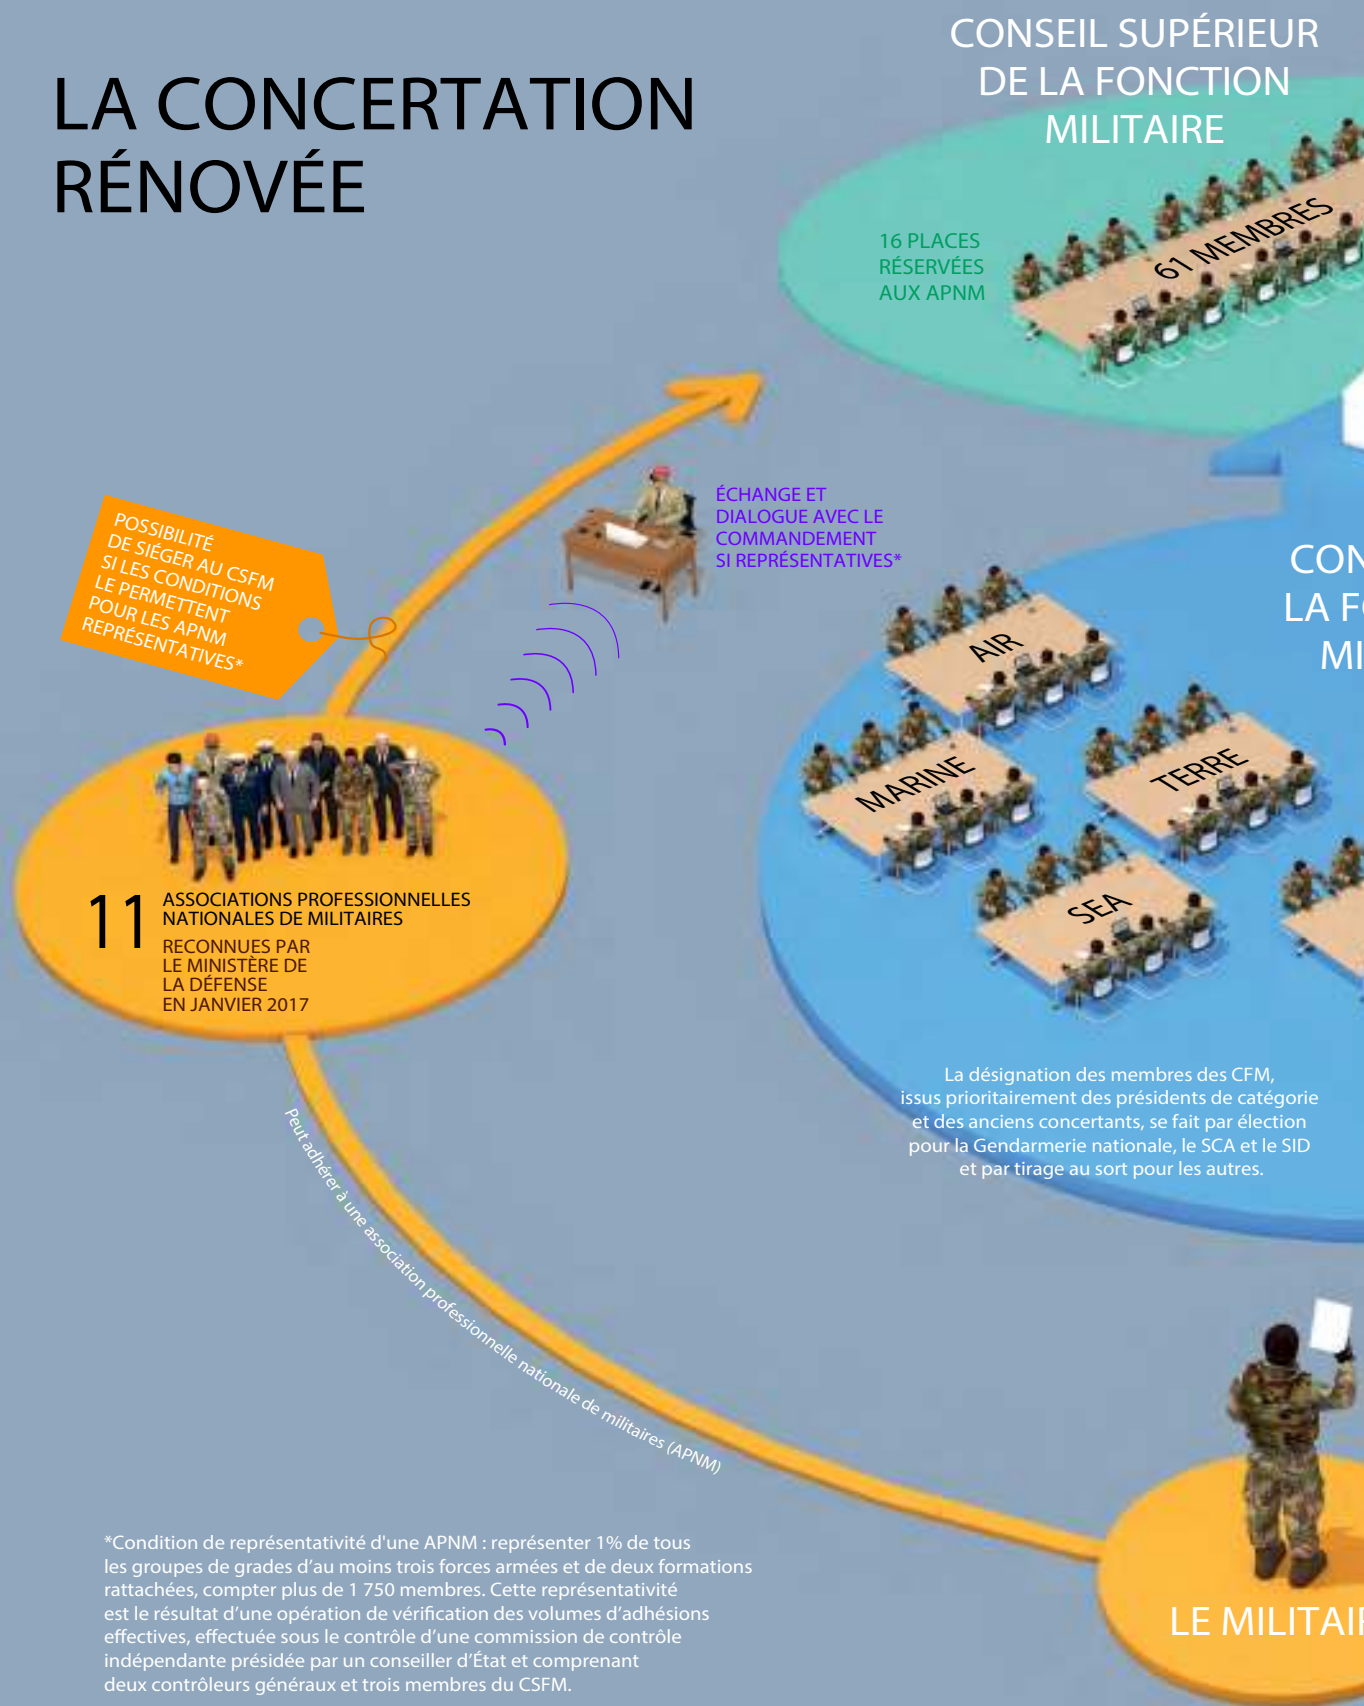 LA CONCERTATION
RÉNOVÉE
CONSEIL SUPÉRIEUR
DE LA FONCTION
MILITAIRE
16 PLACES
RÉSERVÉES
AUX APNM
61 MEMBRES
POSSIBILITÉ
DE SIÉGER AU CSFM
SI LES CONDITIONS
LE PERMETTENT
POUR LES APNM
REPRÉSENTATIVES*
ÉCHANGE ET
DIALOGUE AVEC LE
COMMANDEMENT
SI REPRÉSENTATIVES*
CON
LA F
MI
AIR
MARINE
TERRE
SEA
11
ASSOCIATIONS PROFESSIONNELLES
NATIONALES DE MILITAIRES
RECONNUES PAR
LE MINISTÈRE DE
LA DÉFENSE
EN JANVIER 2017
La désignation des membres des CFM,
issus prioritairement des présidents de catégorie
et des anciens concertants, se fait par élection
pour la Gendarmerie nationale, le SCA et le SID
et par tirage au sort pour les autres.
Peut adhérer à une association professionnelle nationale de militaires (APNM)
LE MILITAI
*Condition de représentativité d'une APNM : représenter 1% de tous
les groupes de grades d’au moins trois forces armées et de deux formations
rattachées, compter plus de 1 750 membres. Cette représentativité
est le résultat d’une opération de vérification des volumes d’adhésions
effectives, effectuée sous le contrôle d’une commission de contrôle
indépendante présidée par un conseiller d’État et comprenant
deux contrôleurs généraux et trois membres du CSFM.